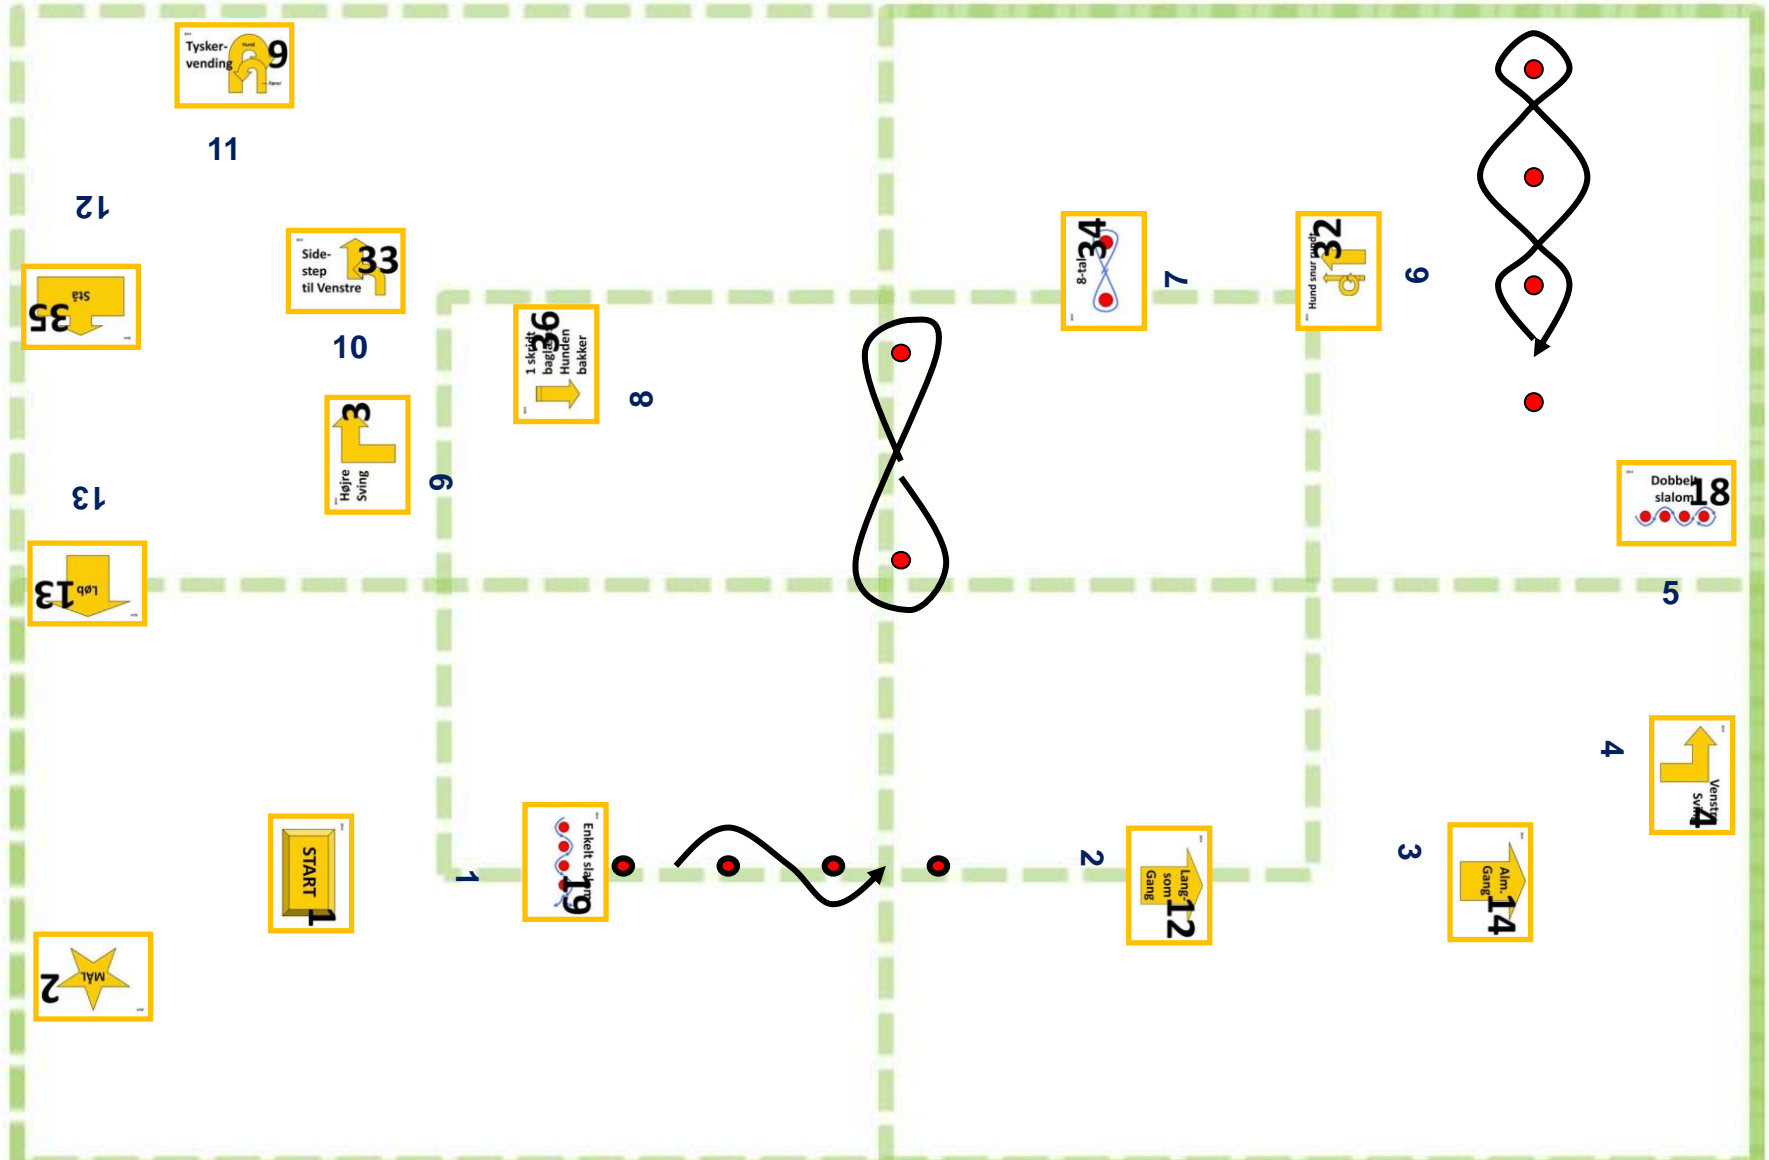 Tysker-
vending
9
Hund
Fører
11
12
Stå
35
Side-
step
til Venstre
33
10
Højre
Sving
3
9
1 skridt
Hunden
bakker
36
8
8-tal
34
7
Hund snur rundt
32
6
Dobbelt
slalom
18
5
13
Løb
13
Venstre
4
4
START
1
1
Enkelt slalom
19
2
Lang-
som
Gang
12
3
Alm.
Gang
14
MÅL
2